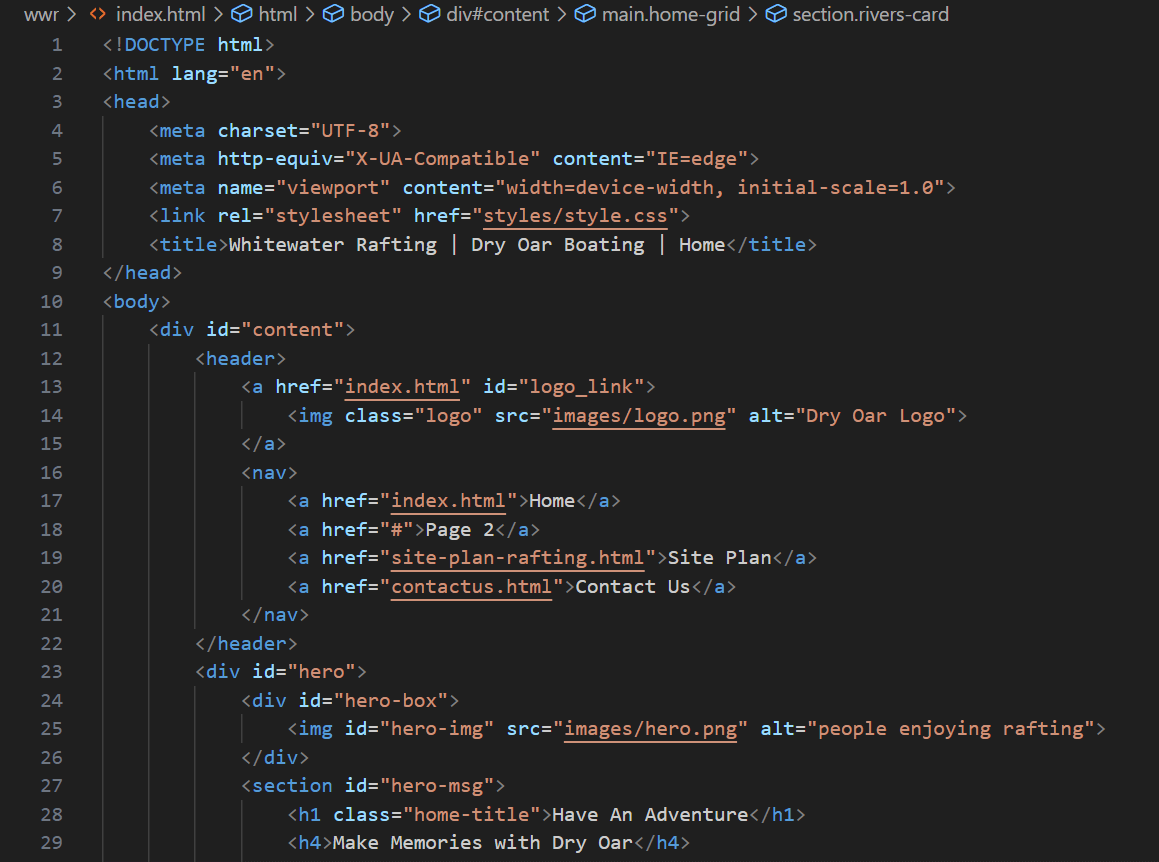 wwr > <> index.html > html > body > div#content > main.home-grid > section.rivers-card
1 <!DOCTYPE html>
2 <html lang="en">
3 <head>
4     <meta charset="UTF-8">
5     <meta http-equiv="X-UA-Compatible" content="IE=edge">
6     <meta name="viewport" content="width=device-width, initial-scale=1.0">
7     <link rel="stylesheet" href="styles/style.css">
8     <title>Whitewater Rafting | Dry Oar Boating | Home</title>
9 </head>
10 <body>
11     <div id="content">
12         <header>
13             <a href="index.html" id="logo_link">
14                 <img class="logo" src="images/logo.png" alt="Dry Oar Logo">
15             </a>
16             <nav>
17                 <a href="index.html">Home</a>
18                 <a href="#">Page 2</a>
19                 <a href="site-plan-rafting.html">Site Plan</a>
20                 <a href="contactus.html">Contact Us</a>
21             </nav>
22         </header>
23         <div id="hero">
24             <div id="hero-box">
25                 <img id="hero-img" src="images/hero.png" alt="people enjoying rafting">
26             </div>
27             <section id="hero-msg">
28                 <h1 class="home-title">Have An Adventure</h1>
29                 <h4>Make Memories with Dry Oar</h4>